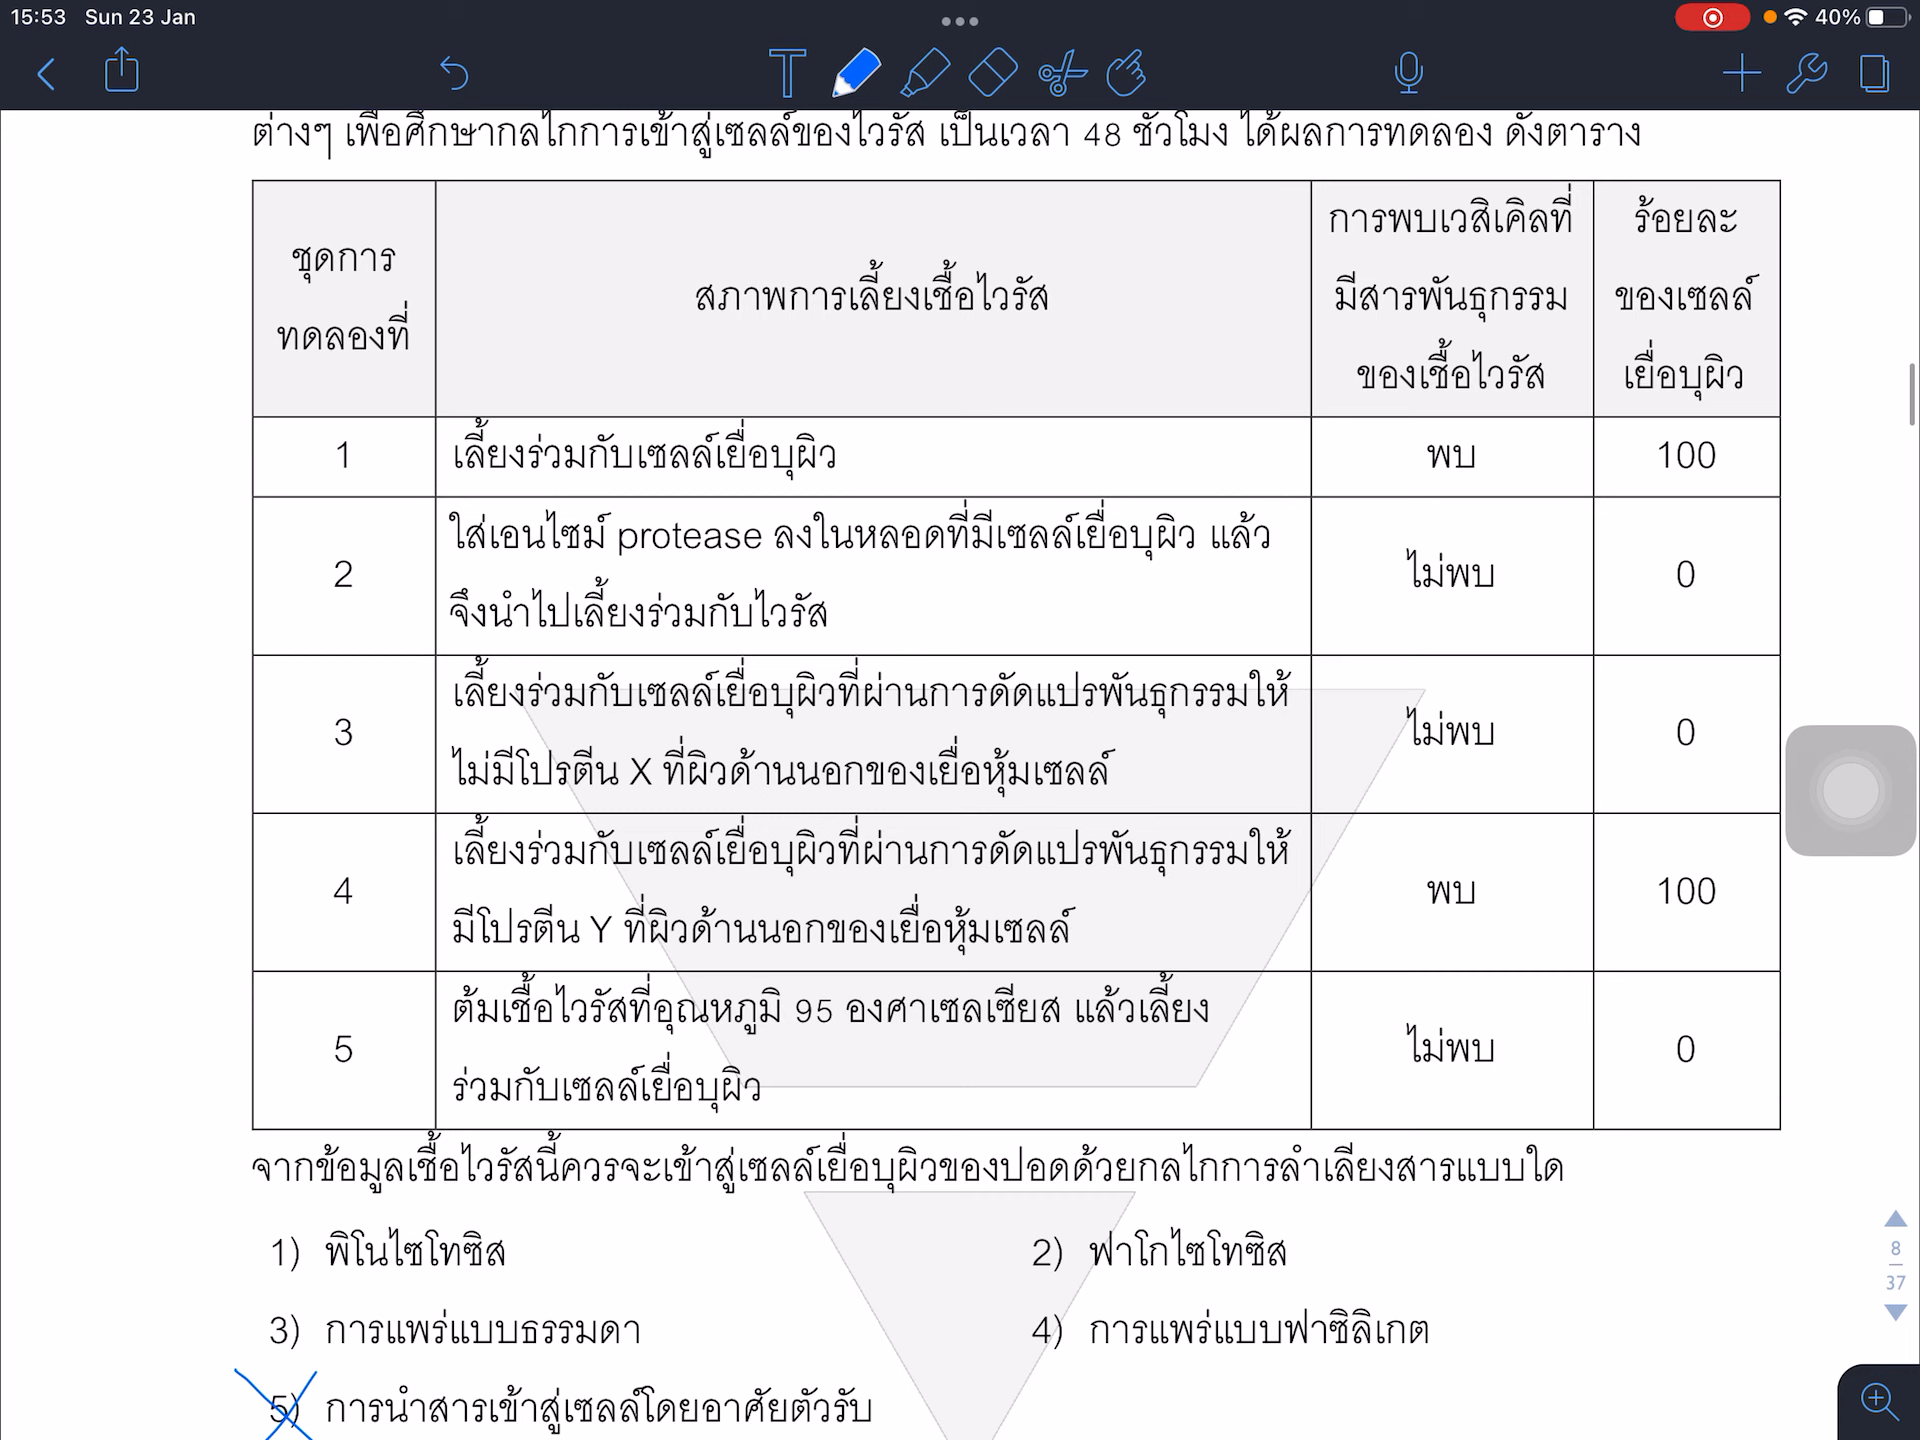 15:53 Sun 23 Jan
40%
ต่างๆ เพื่อศึกษากลไกการเข้าสู่เซลล์ของไวรัส เป็นเวลา 48 ชั่วโมง ได้ผลการทดลอง ดังตาราง
ชุดการ
ทดลองที่
สภาพการเลี้ยงเชื้อไวรัส
การพบเวสิเคิลที่
มีสารพันธุกรรม
ของเชื้อไวรัส
ร้อยละ
ของเซลล์
เยื่อบุผิว
1
เลี้ยงร่วมกับเซลล์เยื่อบุผิว
พบ
100
2
ใส่เอนไซม์ protease ลงในหลอดที่มีเซลล์เยื่อบุผิว แล้ว
จึงนำไปเลี้ยงร่วมกับไวรัส
ไม่พบ
0
3
เลี้ยงร่วมกับเซลล์เยื่อบุผิวที่ผ่านการดัดแปรพันธุกรรมให้
ไม่มีโปรตีน X ที่ผิวด้านนอกของเยื่อหุ้มเซลล์
ไม่พบ
0
4
เลี้ยงร่วมกับเซลล์เยื่อบุผิวที่ผ่านการดัดแปรพันธุกรรมให้
มีโปรตีน Y ที่ผิวด้านนอกของเยื่อหุ้มเซลล์
พบ
100
5
ต้มเชื้อไวรัสที่อุณหภูมิ 95 องศาเซลเซียส แล้วเลี้ยง
ร่วมกับเซลล์เยื่อบุผิว
ไม่พบ
0
จากข้อมูลเชื้อไวรัสนี้ควรจะเข้าสู่เซลล์เยื่อบุผิวของปอดด้วยกลไกการลำเลียงสารแบบใด
1) พิโนไซโทซิส
2) ฟาโกไซโทซิส
3) การแพร่แบบธรรมดา
4) การแพร่แบบฟาซิลิเทต
5) การนำสารเข้าสู่เซลล์โดยอาศัยตัวรับ
8
37